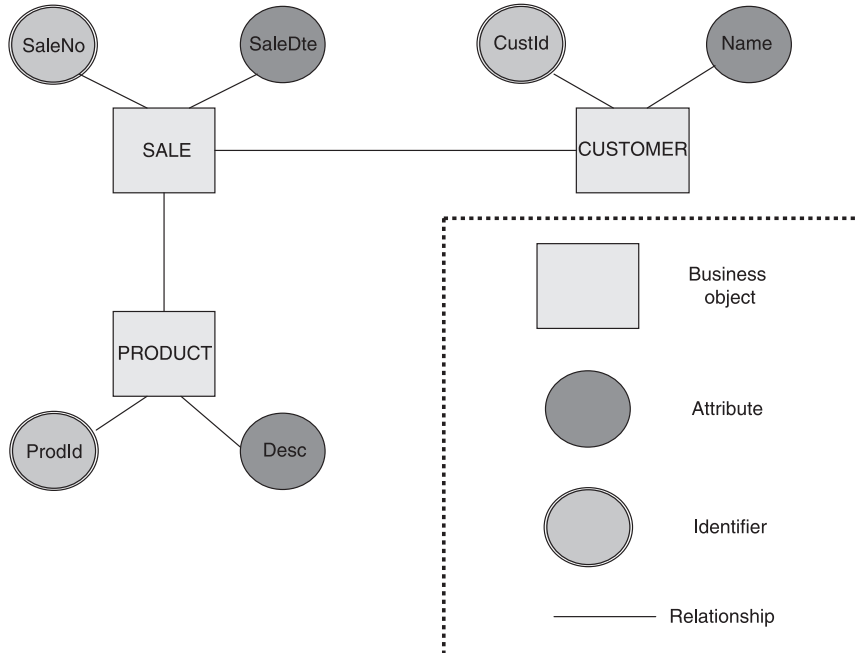 SaleNo
SaleDte
CustId
Name
SALE
CUSTOMER
PRODUCT
ProdId
Desc
Business
object
Attribute
Identifier
Relationship